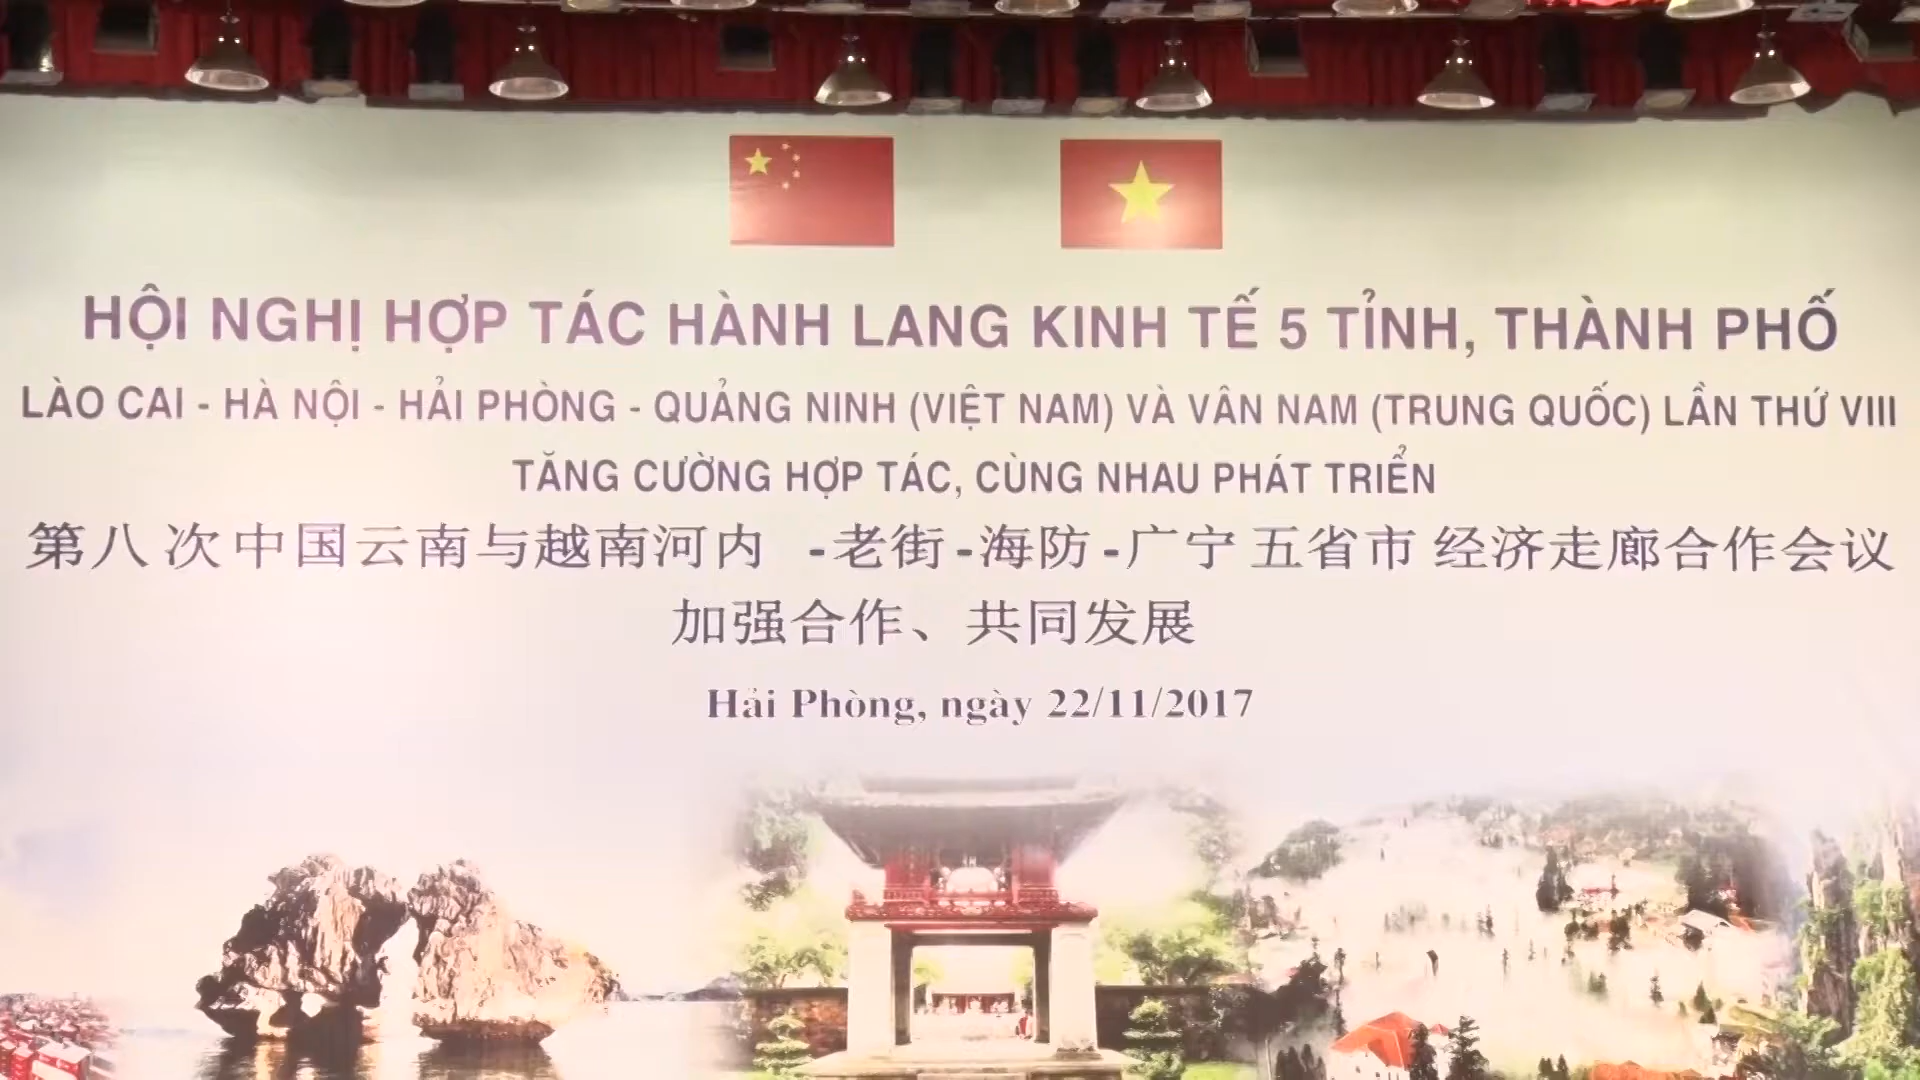 HỘI NGHỊ HỢP TÁC HÀNH LANG KINH TẾ 5 TỈNH, THÀNH PHỐ
LÀO CAI - HÀ NỘI - HẢI PHÒNG - QUẢNG NINH (VIỆT NAM) VÀ VÂN NAM (TRUNG QUỐC) LẦN THỨ VIII
TĂNG CƯỜNG HỢP TÁC, CÙNG NHAU PHÁT TRIỂN
第八次中国云南与越南河内 -老街-海防-广宁五省市经济走廊合作会议
加强合作、共同发展
Hải Phòng, ngày 22/11/2017